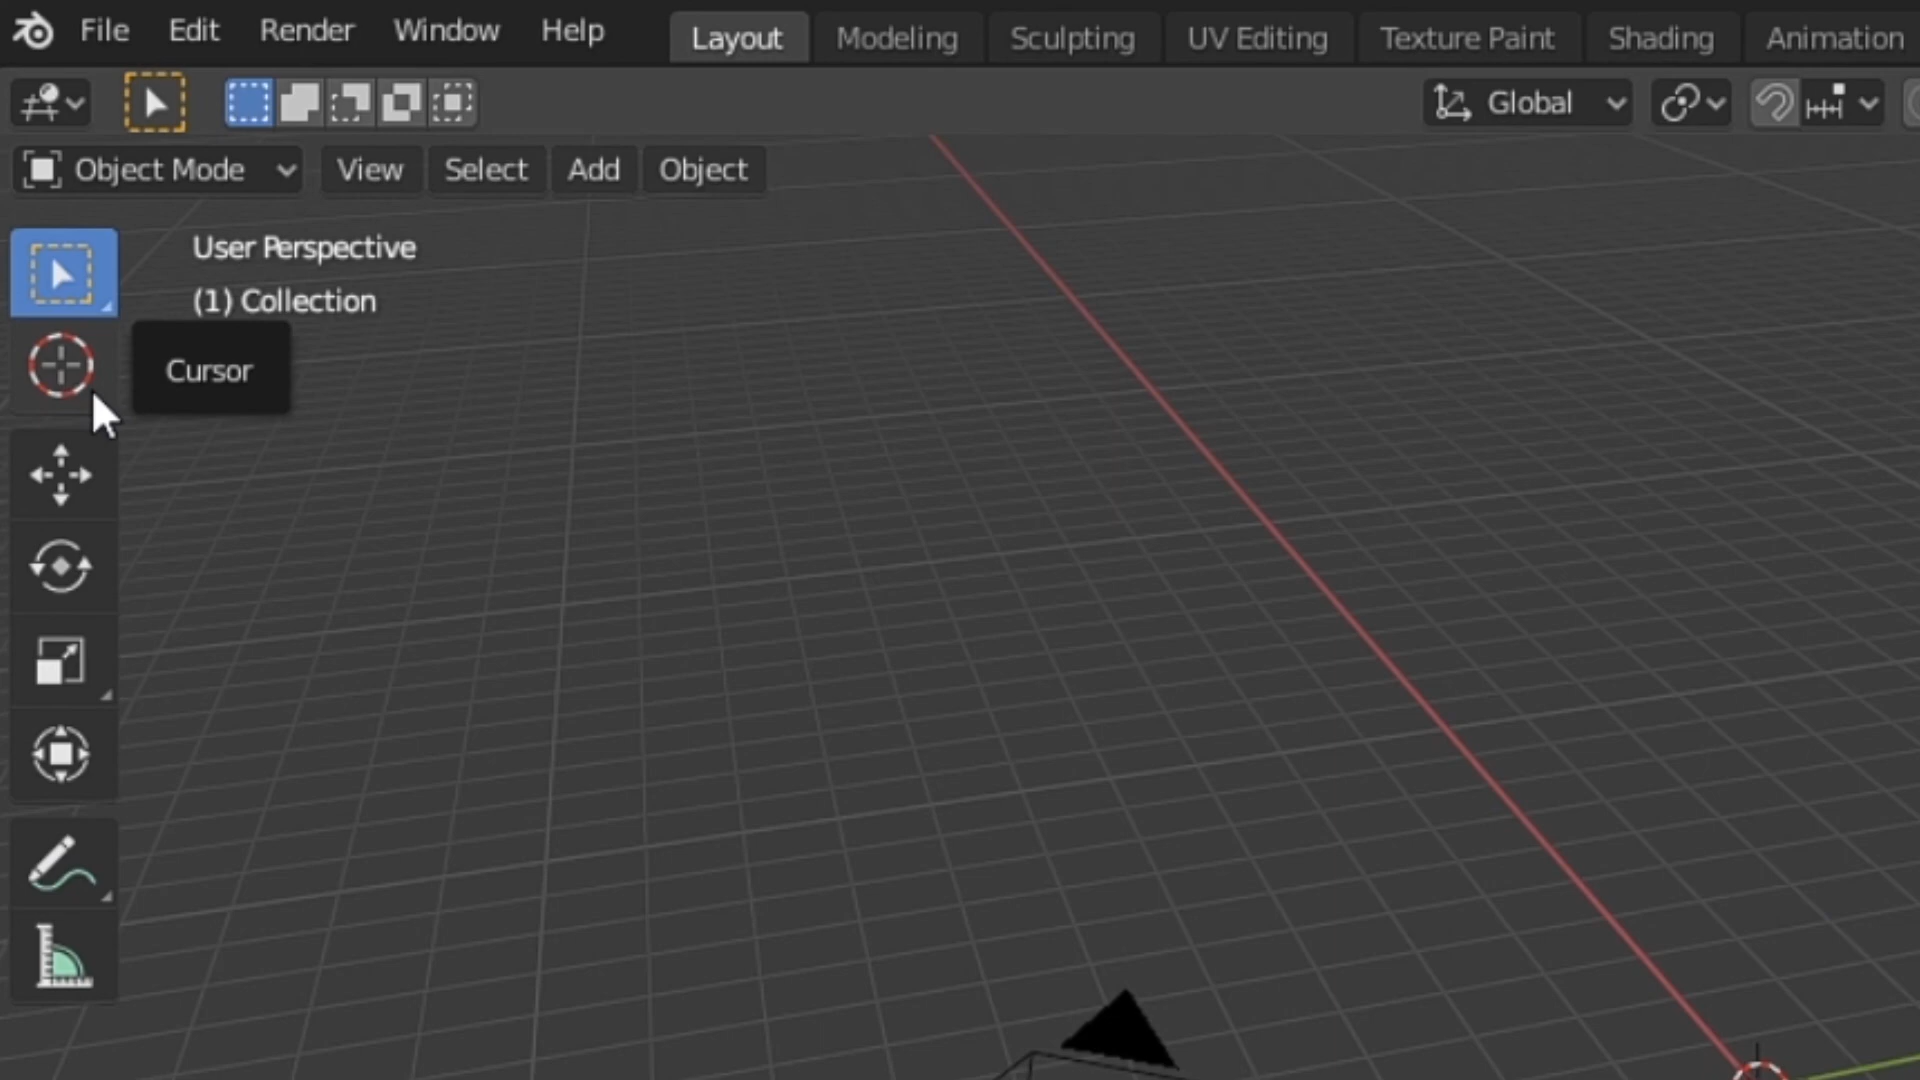 File Edit Render Window Help Layout Modeling Sculpting UV Editing Texture Paint Shading Animation
Global
Object Mode View Select Add Object
User Perspective
(1) Collection
Cursor